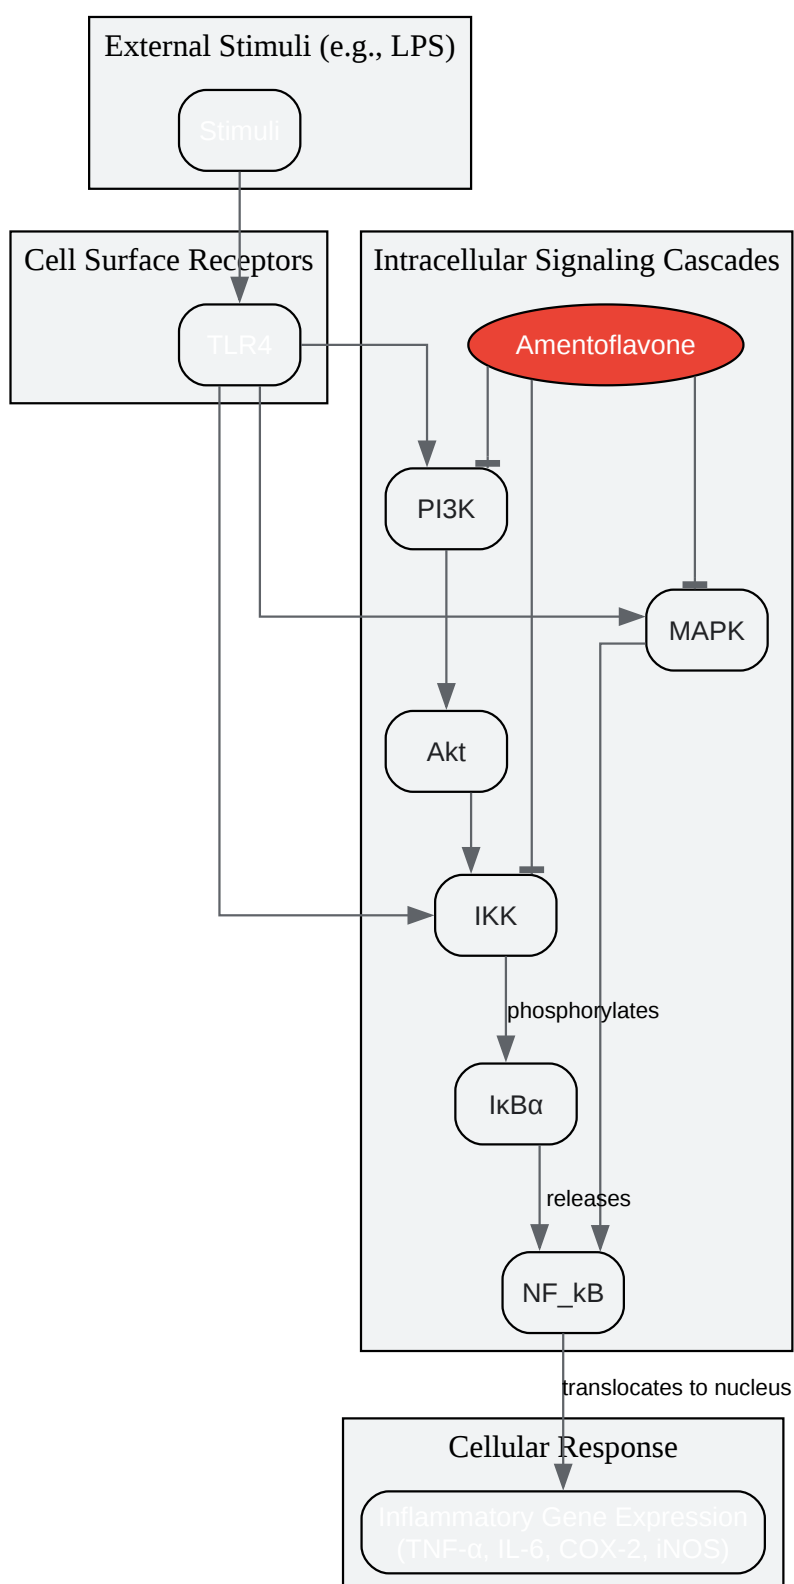 External Stimuli (e.g., LPS)
Stimuli
Cell Surface Receptors
Intracellular Signaling Cascades
TLR4
Amentoflavone
PI3K
MAPK
Akt
IKK
phosphorylates
IκBα
releases
NF_kB
translocates to nucleus
Cellular Response
Inflammatory Gene Expression
(TNF-α, IL-6, COX-2, iNOS)